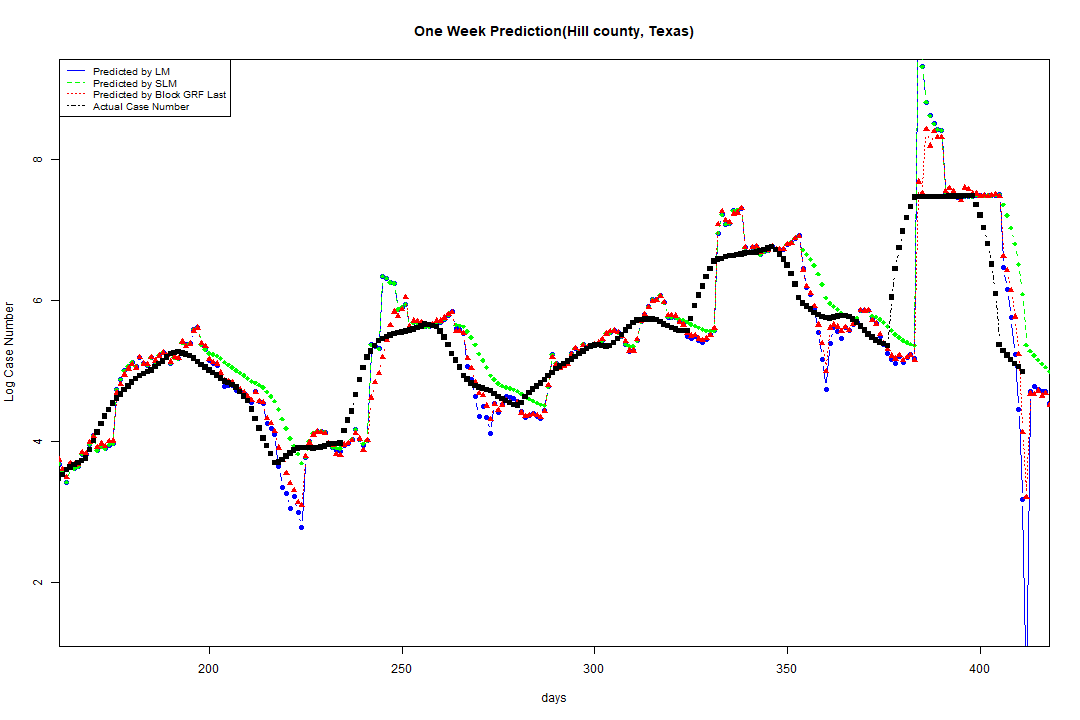 One Week Prediction(Hill county, Texas)
Predicted by LM
Predicted by SLM
Predicted by Block GRF Last
Actual Case Number
8
6
4
2
Log Case Number
200 250 300 350 400
days